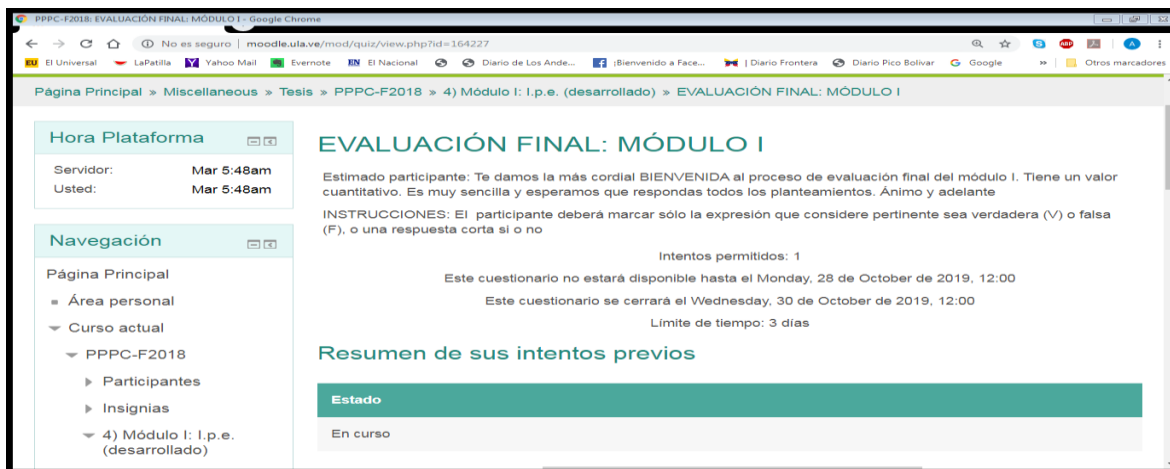 PPPC-F2018: EVALUACIÓN FINAL: MÓDULO I - Google Chrome
No es seguro | moodle.ula.ve/mod/quiz/view.php?id=164227
EU El Universal LaPatilla Y Yahoo Mail Evernote EN El Nacional Diario de Los Ande... ¡Bienvenido a Face... | Diario Frontera Diario Pico Bolivar G Google » Otros marcadores
Página Principal » Miscellaneous » Tesis » PPPC-F2018 » 4) Módulo I: I.p.e. (desarrollado) » EVALUACIÓN FINAL: MÓDULO I
Hora Plataforma
Servidor: Mar 5:48am
Usted: Mar 5:48am
Navegación
Página Principal
Área personal
Curso actual
PPPC-F2018
Participantes
Insignias
4) Módulo I: I.p.e.
(desarrollado)
EVALUACIÓN FINAL: MÓDULO I
Estimado participante: Te damos la más cordial BIENVENIDA al proceso de evaluación final del módulo I. Tiene un valor
cuantitativo. Es muy sencilla y esperamos que respondas todos los planteamientos. Ánimo y adelante
INSTRUCCIONES: El participante deberá marcar sólo la expresión que considere pertinente sea verdadera (V) o falsa
(F), o una respuesta corta si o no
Intentos permitidos: 1
Este cuestionario no estará disponible hasta el Monday, 28 de October de 2019, 12:00
Este cuestionario se cerrará el Wednesday, 30 de October de 2019, 12:00
Límite de tiempo: 3 días
Resumen de sus intentos previos
Estado
En curso